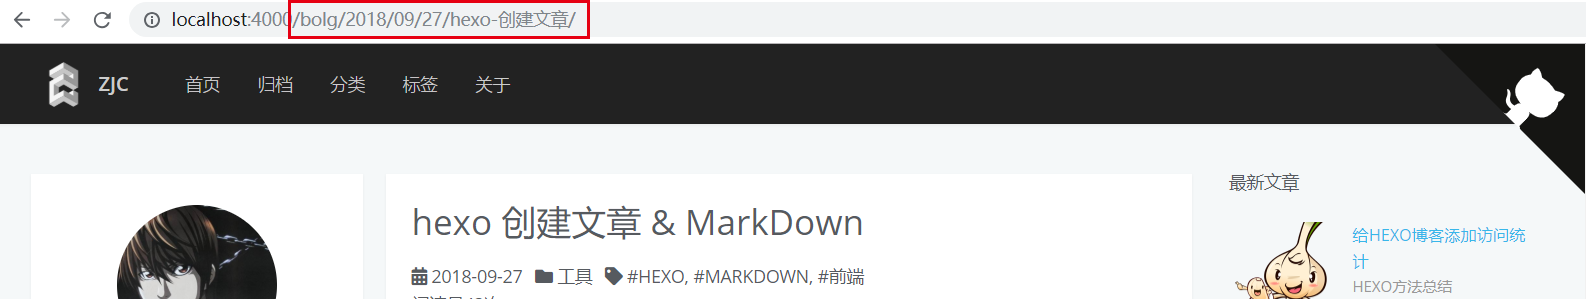 localhost:4000/bolg/2018/09/27/hexo-创建文章/
ZJC 首页 归档 分类 标签 关于
hexo 创建文章 & MarkDown
2018-09-27 工具 #HEXO, #MARKDOWN, #前端
最新文章
给HEXO博客添加访问统
计
HEXO方法总结